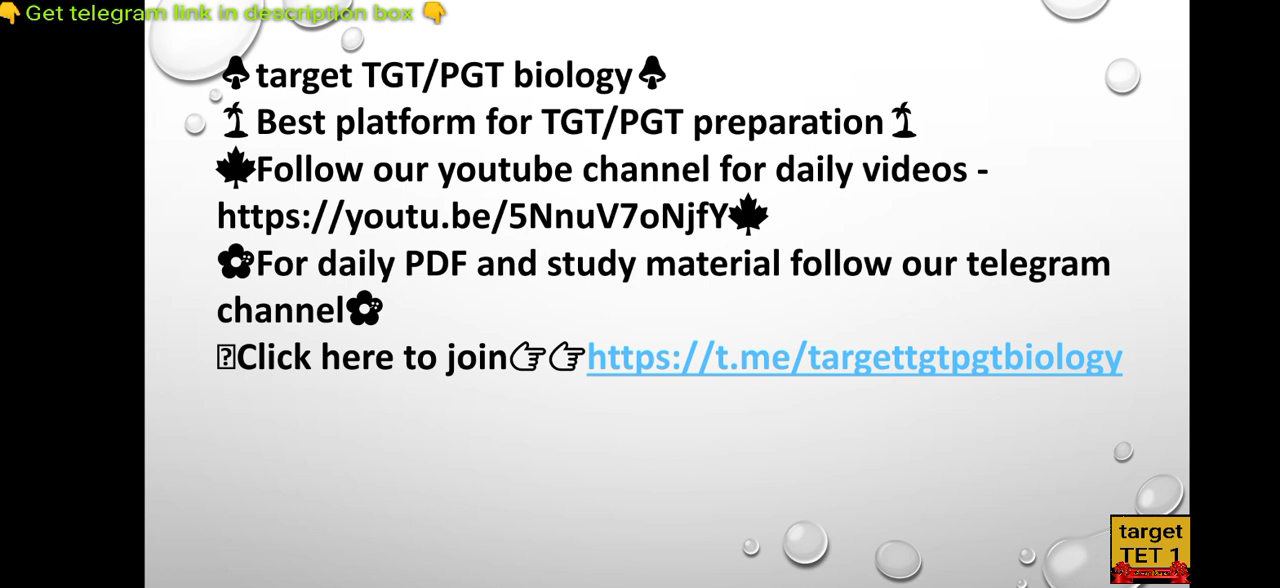 👇 Get telegram link in description box 👇
target TGT/PGT biology
Best platform for TGT/PGT preparation
Follow our youtube channel for daily videos -
https://youtu.be/5NnuV7oNjfY
For daily PDF and study material follow our telegram
channel
Click here to join👉👉https://t.me/targettgtpgtbiology
target
TET 1